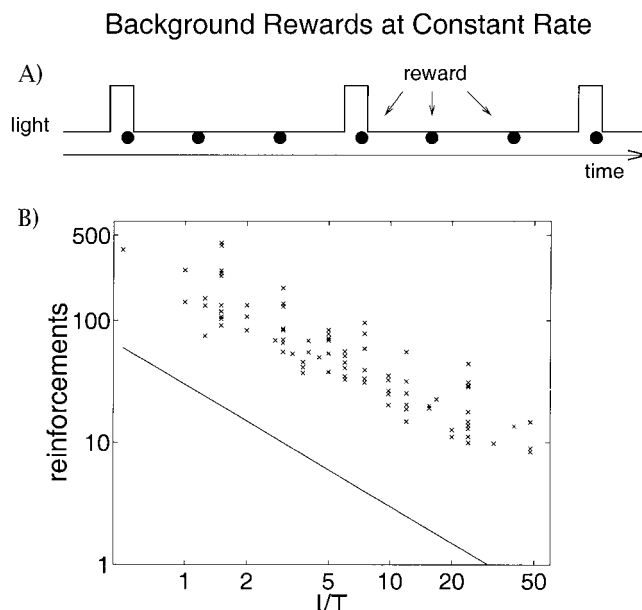 Background Rewards at Constant Rate
A)
reward
light
time
B)
500
100
10
1
reinforcements
1 2 5 10 20 50
I/T